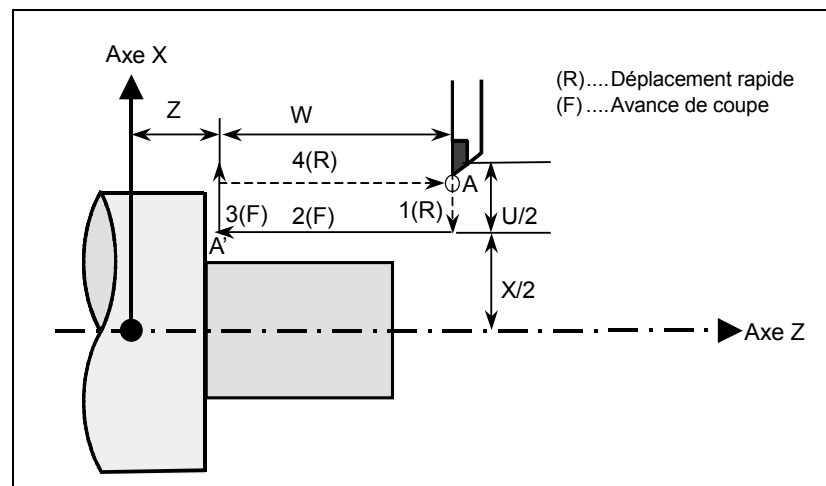 Axe X
(R)....Déplacement rapide
(F) ....Avance de coupe
Z
W
4(R)
A
1(R)
U/2
3(F)
2(F)
A'
X/2
Axe Z